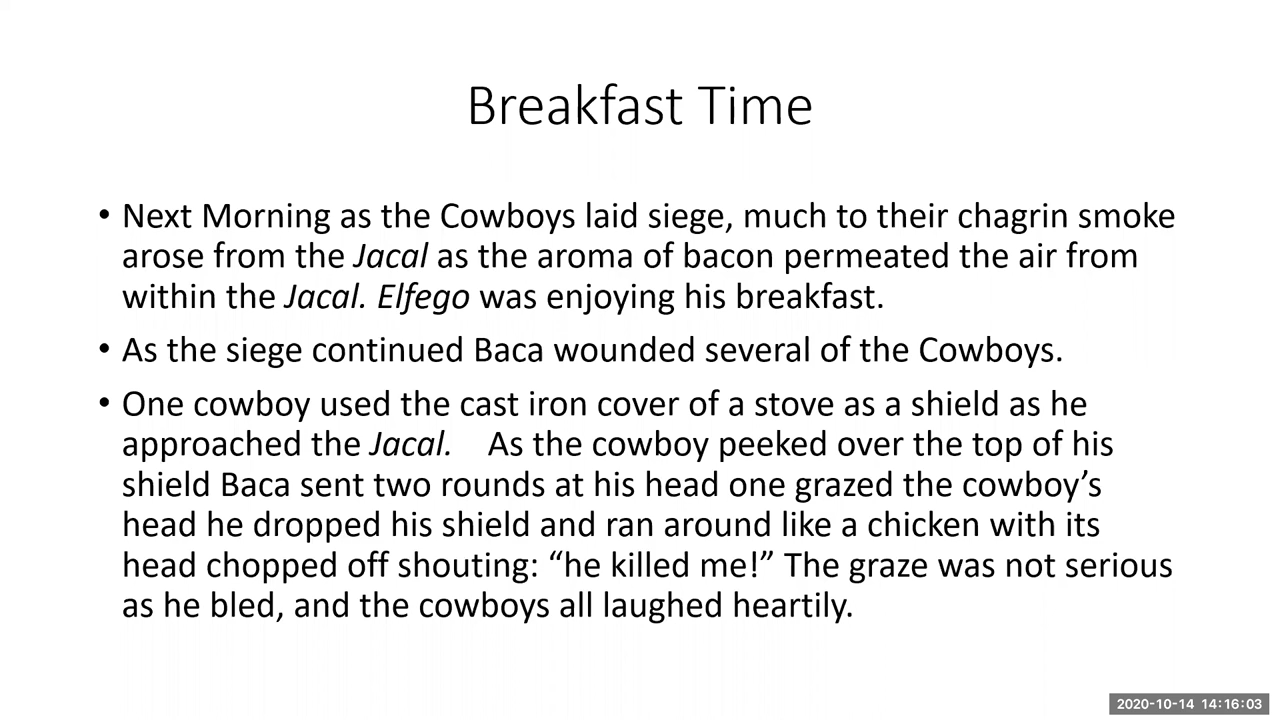 Breakfast Time
• Next Morning as the Cowboys laid siege, much to their chagrin smoke
arose from the Jacal as the aroma of bacon permeated the air from
within the Jacal. Elfego was enjoying his breakfast.
• As the siege continued Baca wounded several of the Cowboys.
• One cowboy used the cast iron cover of a stove as a shield as he
approached the Jacal.    As the cowboy peeked over the top of his
shield Baca sent two rounds at his head one grazed the cowboy’s
head he dropped his shield and ran around like a chicken with its
head chopped off shouting: “he killed me!” The graze was not serious
as he bled, and the cowboys all laughed heartily.
2020-10-14 14:16:03